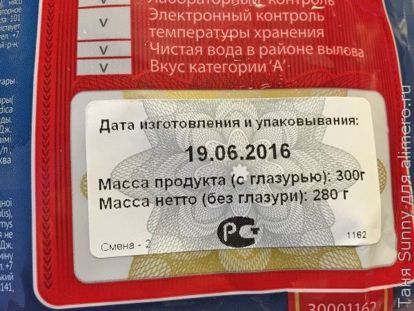 Лабораторный контроль
Электронный контроль
температуры хранения
Чистая вода в районе вылова
Вкус категории 'А'
Дата изготовления и упаковывания:
19.06.2016
Масса продукта (с глазурью): 300г
Масса нетто (без глазури): 280 г
Смена - 2
1162
30001162
Таня Sunny для alimero.ru